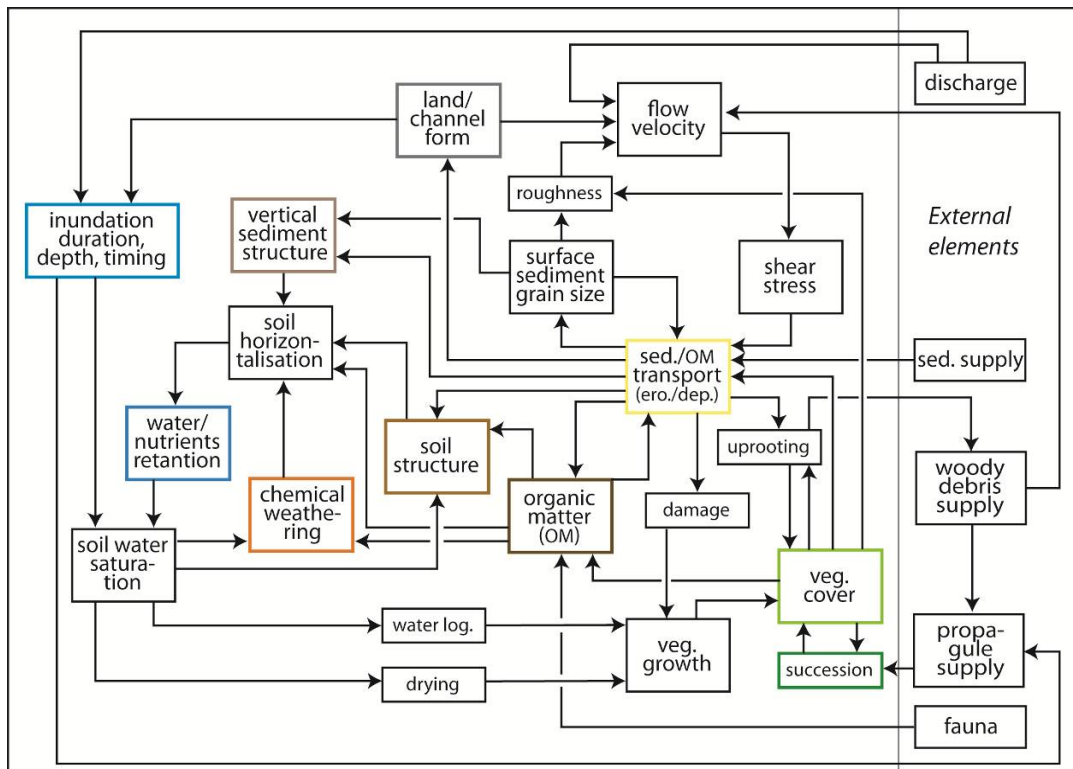 discharge
land/
channel
form
flow
velocity
roughness
inundation
duration,
depth, timing
vertical
sediment
structure
surface
sediment
grain size
shear
stress
External
elements
soil
horizon-
talisation
sed./OM
transport
(ero./dep.)
sed. supply
water/
nutrients
retantion
soil
structure
uprooting
woody
debris
supply
chemical
weathe-
ring
organic
matter
(OM)
damage
soil water
satura-
tion
veg.
cover
water log.
veg.
growth
propa-
gule
supply
drying
succession
fauna